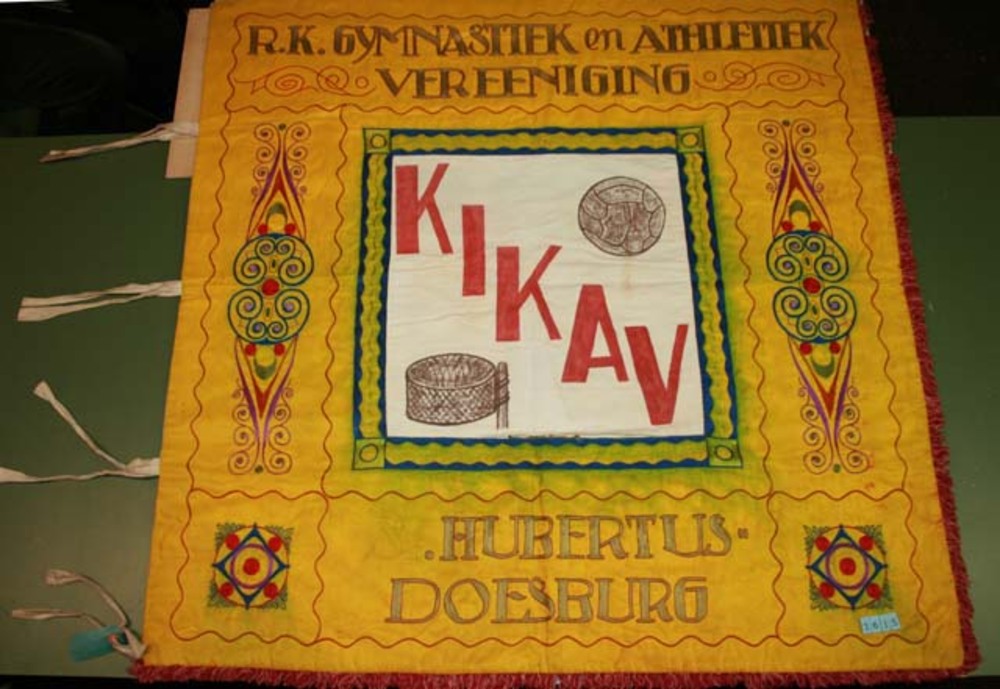 R.K. GYMNASTIEK en ATHLETIEK
VEREENIGING
KIKAV
·HUBERTUS·
DOESBURG